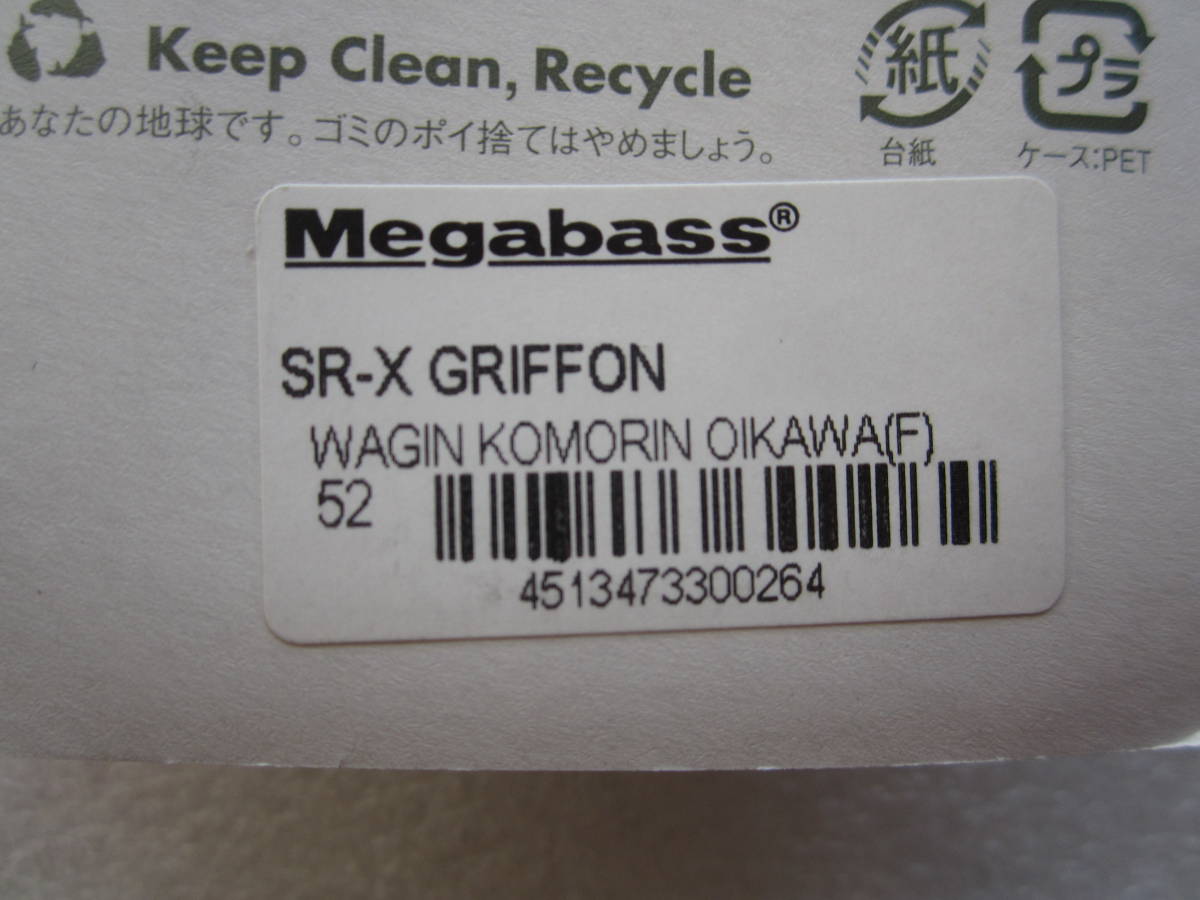 Keep Clean, Recycle
あなたの地球です。ゴミのポイ捨てはやめましょう。
紙
台紙
プラ
ケース:PET
Megabass®
SR-X GRIFFON
WAGIN KOMORIN OIKAWA(F)
52
4513473300264